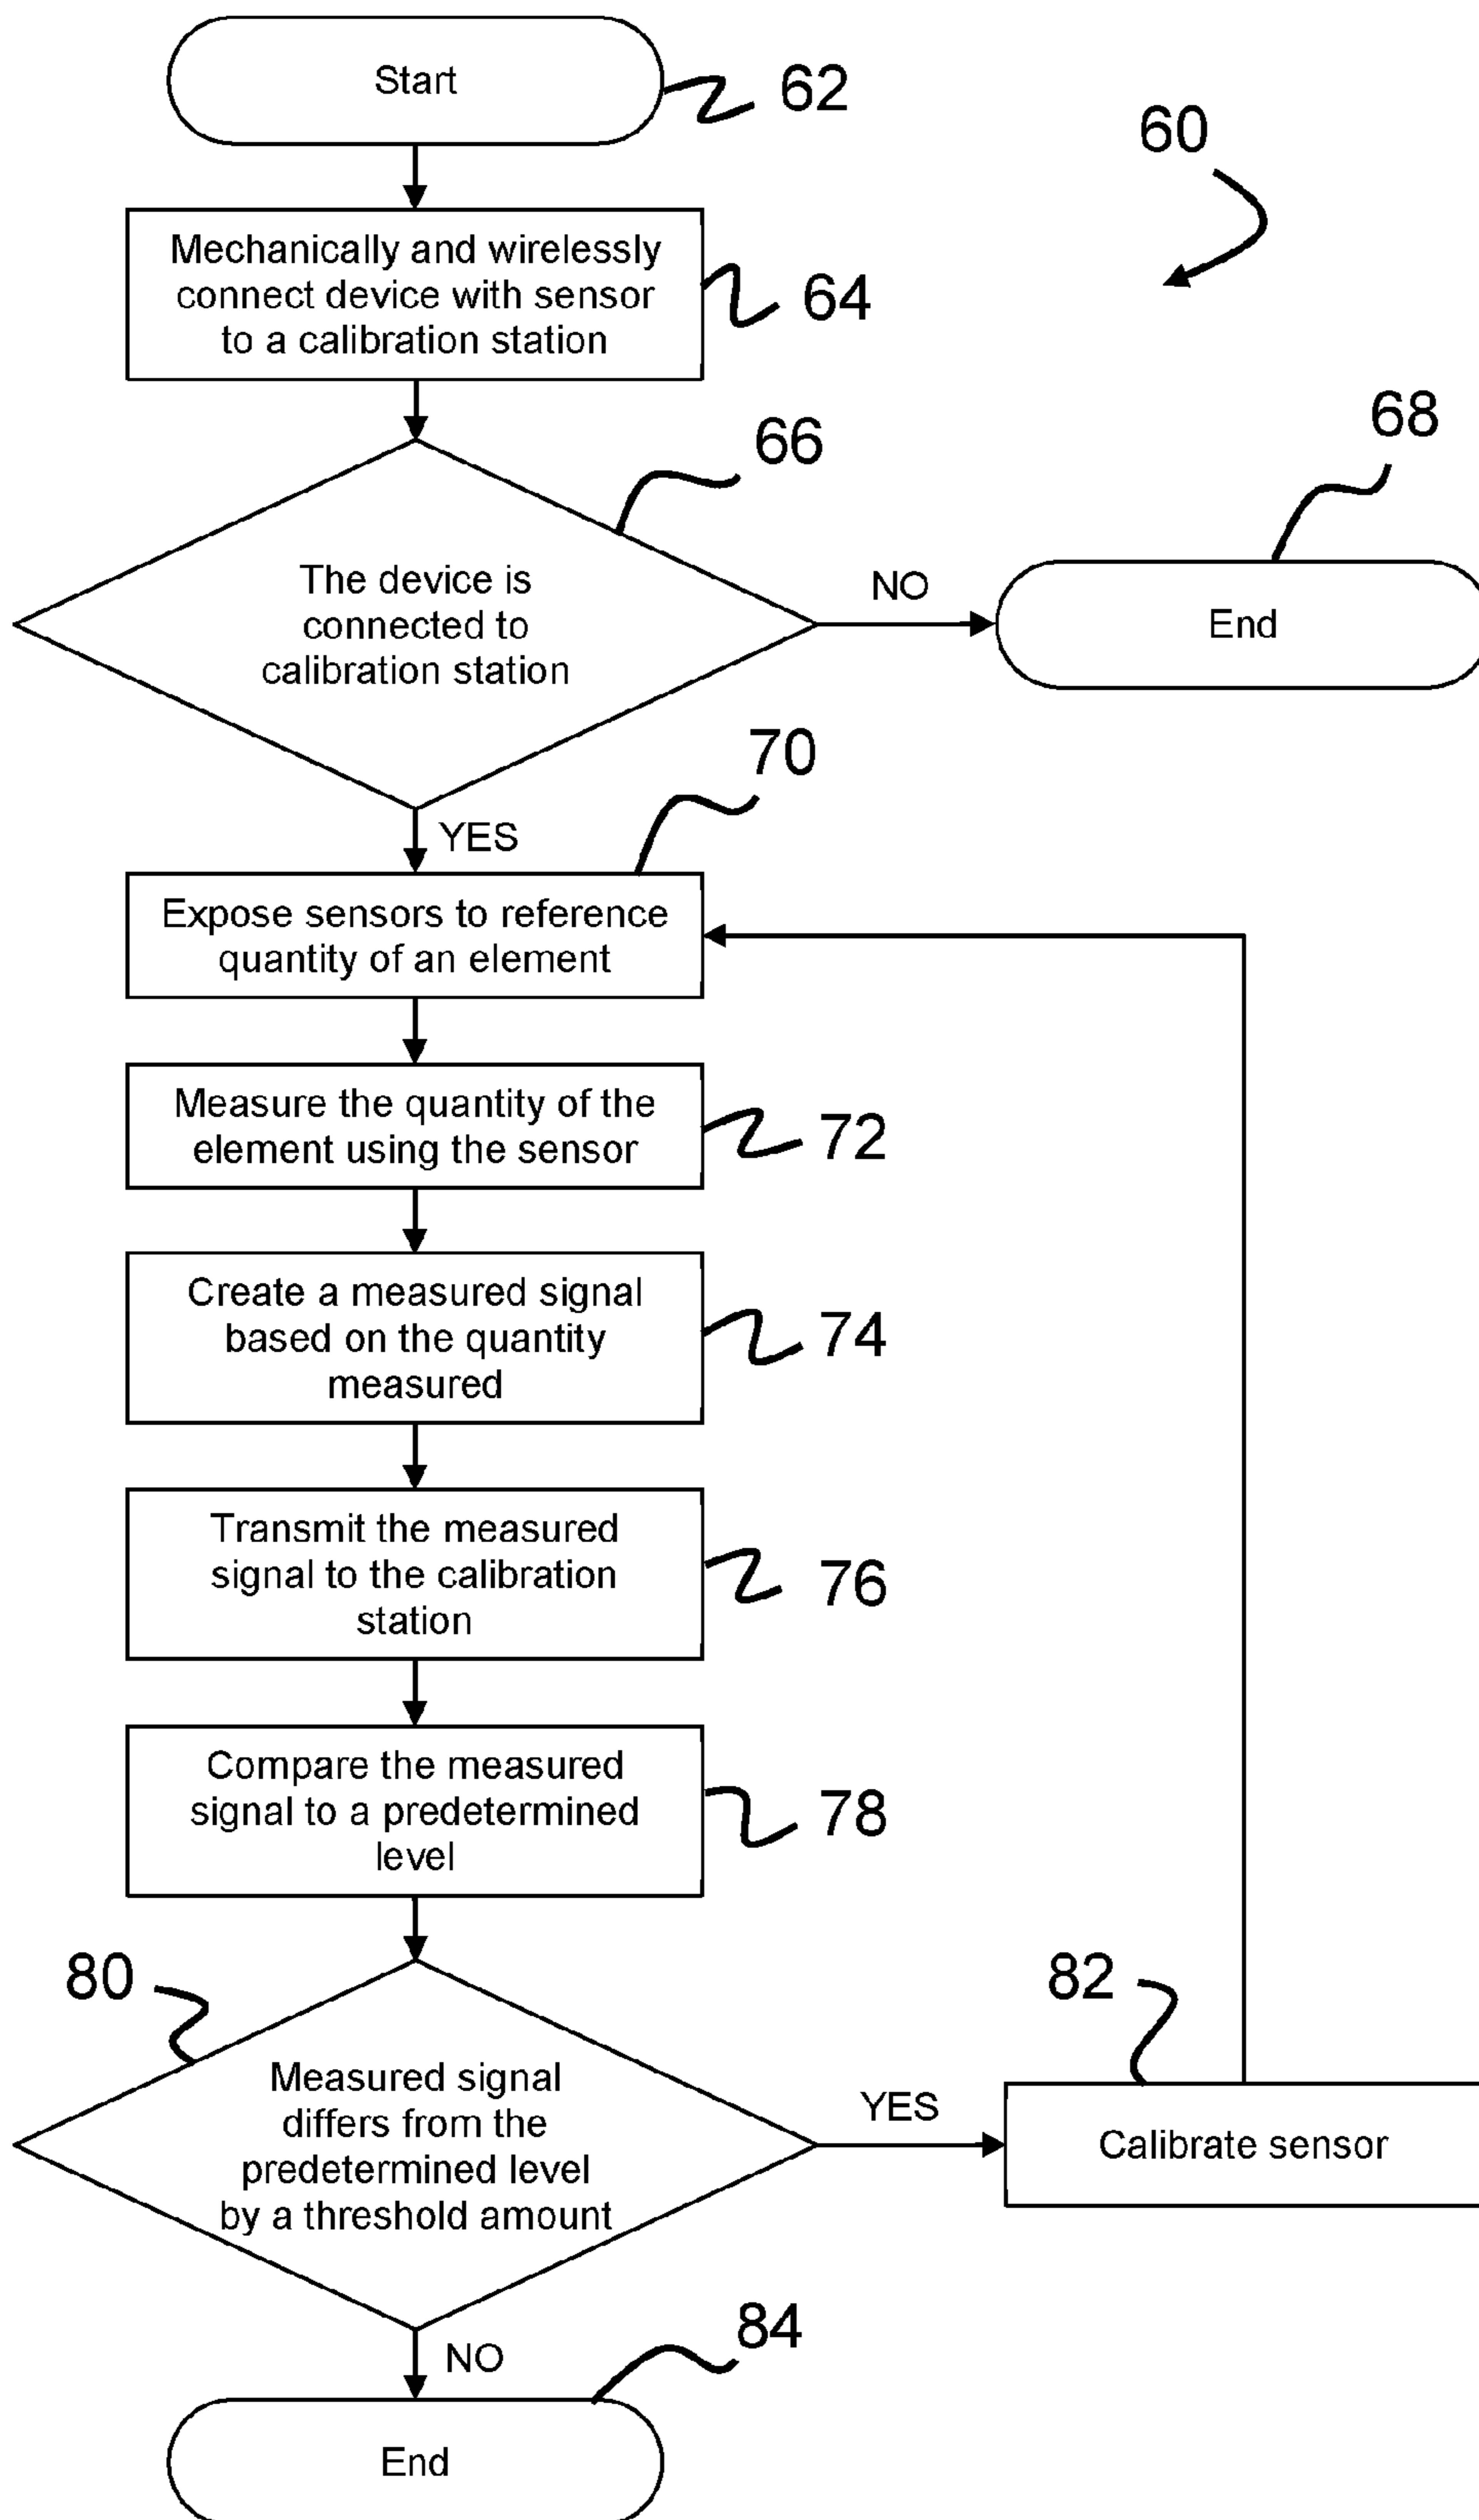 Start
62
60
Mechanically and wirelessly
connect device with sensor
to a calibration station
64
66
68
The device is
connected to
calibration station
NO
End
70
YES
Expose sensors to reference
quantity of an element
Measure the quantity of the
element using the sensor
72
Create a measured signal
based on the quantity
measured
74
Transmit the measured
signal to the calibration
station
76
Compare the measured
signal to a predetermined
level
78
80
82
Measured signal
differs from the
predetermined level
by a threshold amount
YES
Calibrate sensor
84
NO
End